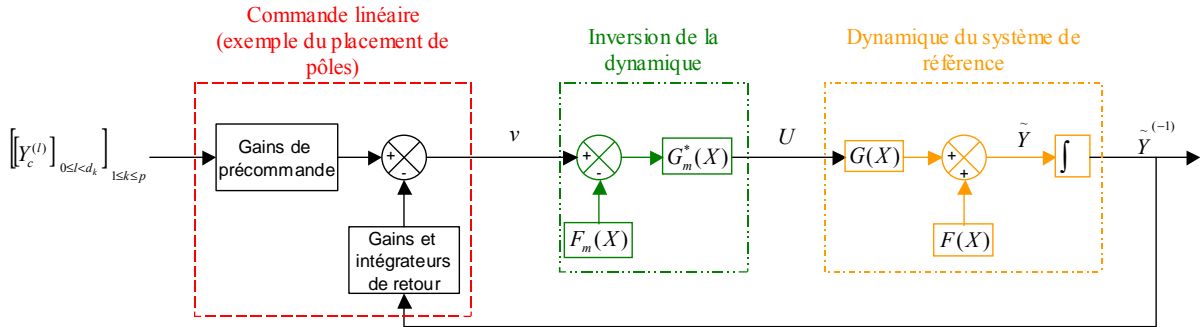 Commande linéaire
(exemple du placement de
pôles)
Inversion de la
dynamique
Dynamique du système de
référence
[[Y_c^{(l)}]_{0≤l<d_k}]_{1≤k≤p}
Gains de
précommande
+
-
v
+
-
G_m^*(X)
U
G(X)
+
+
Ỹ
∫
Ỹ^{(-1)}
Gains et
intégrateurs
de retour
F_m(X)
F(X)